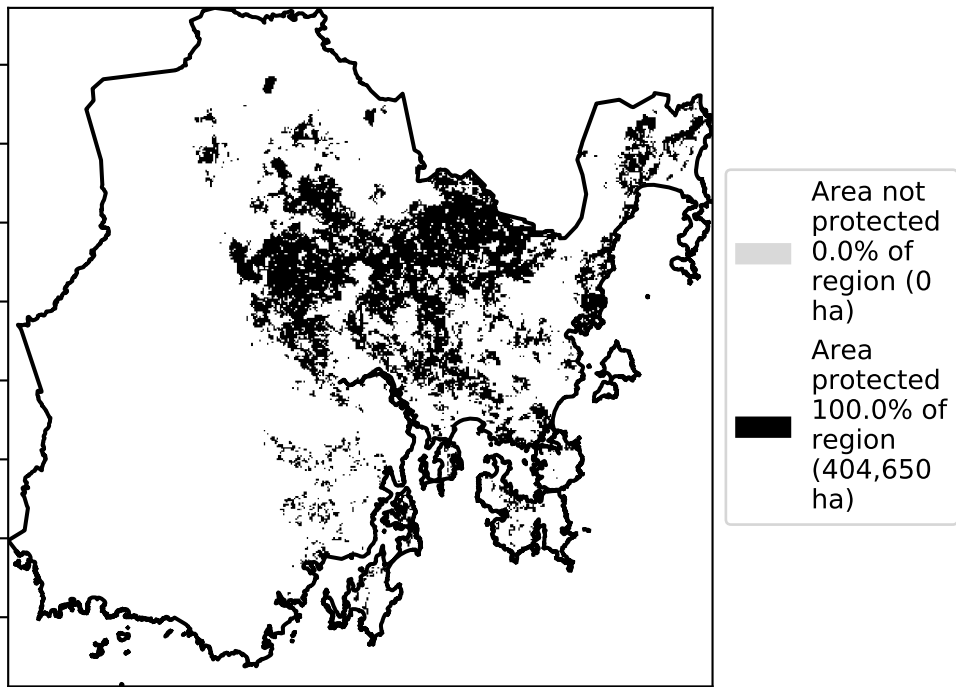 Area not
protected
0.0% of
region (0
ha)
Area
protected
100.0% of
region
(404,650
ha)